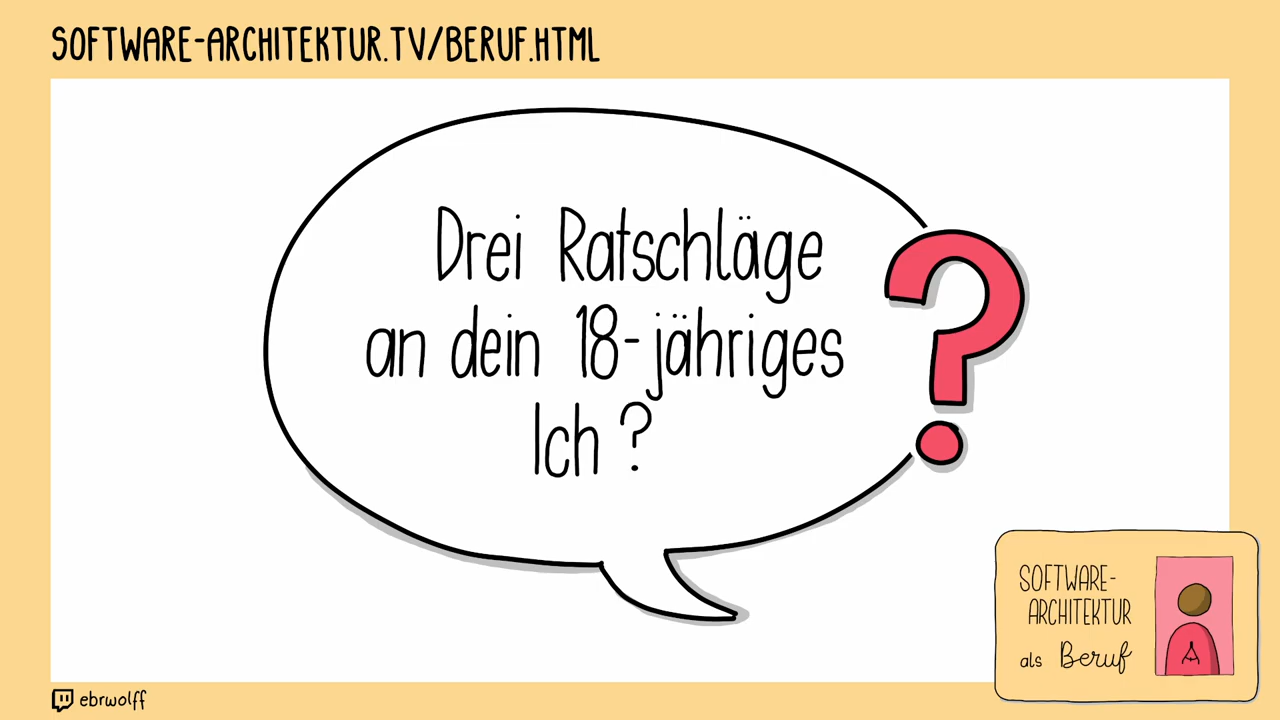 SOFTWARE-ARCHITEKTUR.TV/BERUF.HTML
Drei Ratschläge
an dein 18-jähriges
Ich ?
SOFTWARE-
ARCHITEKTUR
als Beruf
ebrwolff